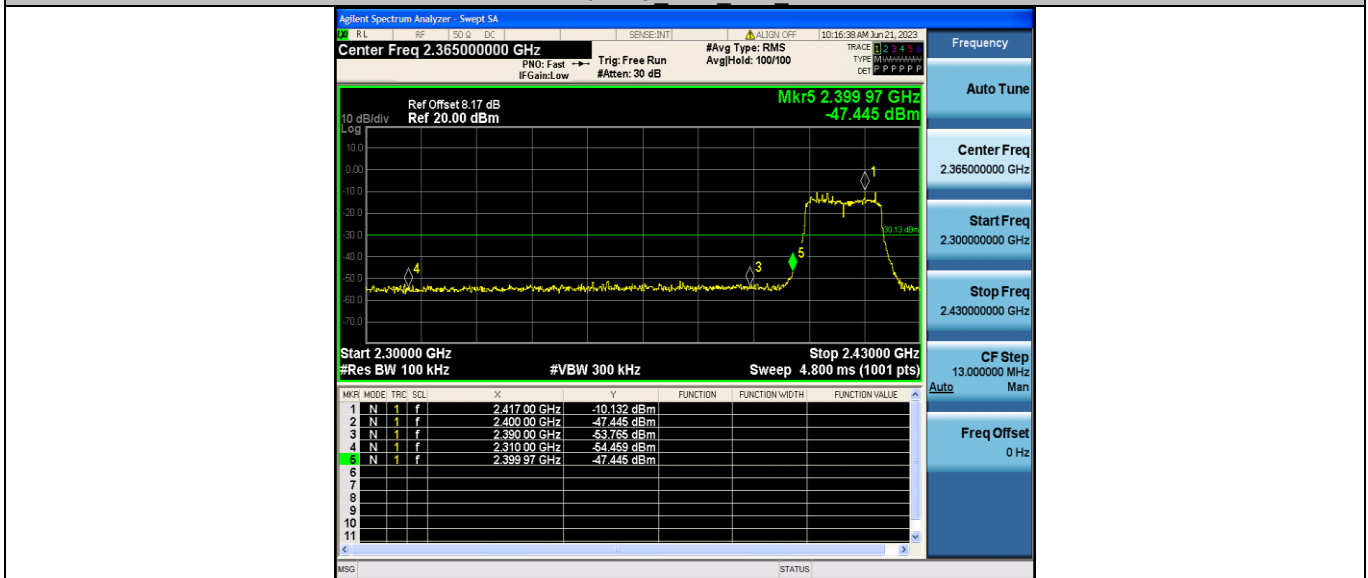 Agilent Spectrum Analyzer - Swept SA
RL RF 50 Ω DC SENSE:INT ALIGN OFF 10:16:38 AM Jun 21, 2023
Center Freq 2.365000000 GHz
PNO: Fast
IFGain:Low
Trig: Free Run
#Atten: 30 dB
#Avg Type: RMS
Avg|Hold: 100/100
TRACE 1 2 3 4 5 6
TYPE M
DET P P P P P P
Mkr5 2.399 97 GHz
-47.445 dBm
Ref Offset 8.17 dB
10 dB/div Ref 20.00 dBm
Log
10.0
0.00
-10.0
-20.0
-30.0
-40.0
-50.0
-60.0
-70.0
1
3
4
5
Start 2.30000 GHz Stop 2.43000 GHz
#Res BW 100 kHz #VBW 300 kHz Sweep 4.800 ms (1001 pts)
MKR MODE TRC SCL X Y FUNCTION FUNCTION WIDTH FUNCTION VALUE
1 N 1 f 2.417 00 GHz -10.132 dBm
2 N 1 f 2.400 00 GHz -47.445 dBm
3 N 1 f 2.390 00 GHz -53.765 dBm
4 N 1 f 2.310 00 GHz -54.459 dBm
5 N 1 f 2.399 97 GHz -47.445 dBm
6
7
8
9
10
11
MSG STATUS
Frequency
Auto Tune
Center Freq
2.365000000 GHz
Start Freq
2.300000000 GHz
Stop Freq
2.430000000 GHz
CF Step
13.000000 MHz
Auto Man
Freq Offset
0 Hz